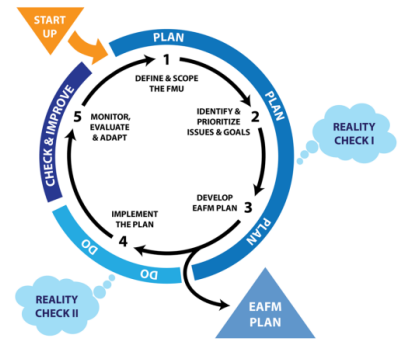 START
UP
PLAN
1
DEFINE & SCOPE
THE FMU
PLAN
IDENTIFY &
PRIORITIZE
ISSUES & GOALS
2
REALITY
CHECK I
CHECK & IMPROVE
5
MONITOR,
EVALUATE
& ADAPT
DEVELOP
EAFM PLAN
3
PLAN
IMPLEMENT
THE PLAN
4
DO
DO
REALITY
CHECK II
EAFM
PLAN